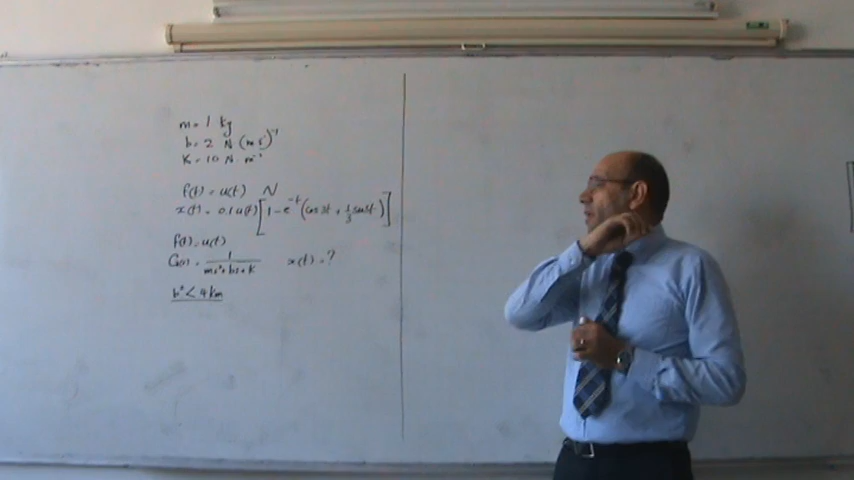 m = 1 kg
b = 2 N (m s⁻¹)⁻¹
K = 10 N m⁻¹
f(t) = u(t) N
x(t) = 0.1 u(t) [1 - e^-t (cos 3t + 1/3 sin 3t)]
f(t) = u(t)
G(s) = 1/(ms² + bs + K) x(t) = ?
b² < 4km